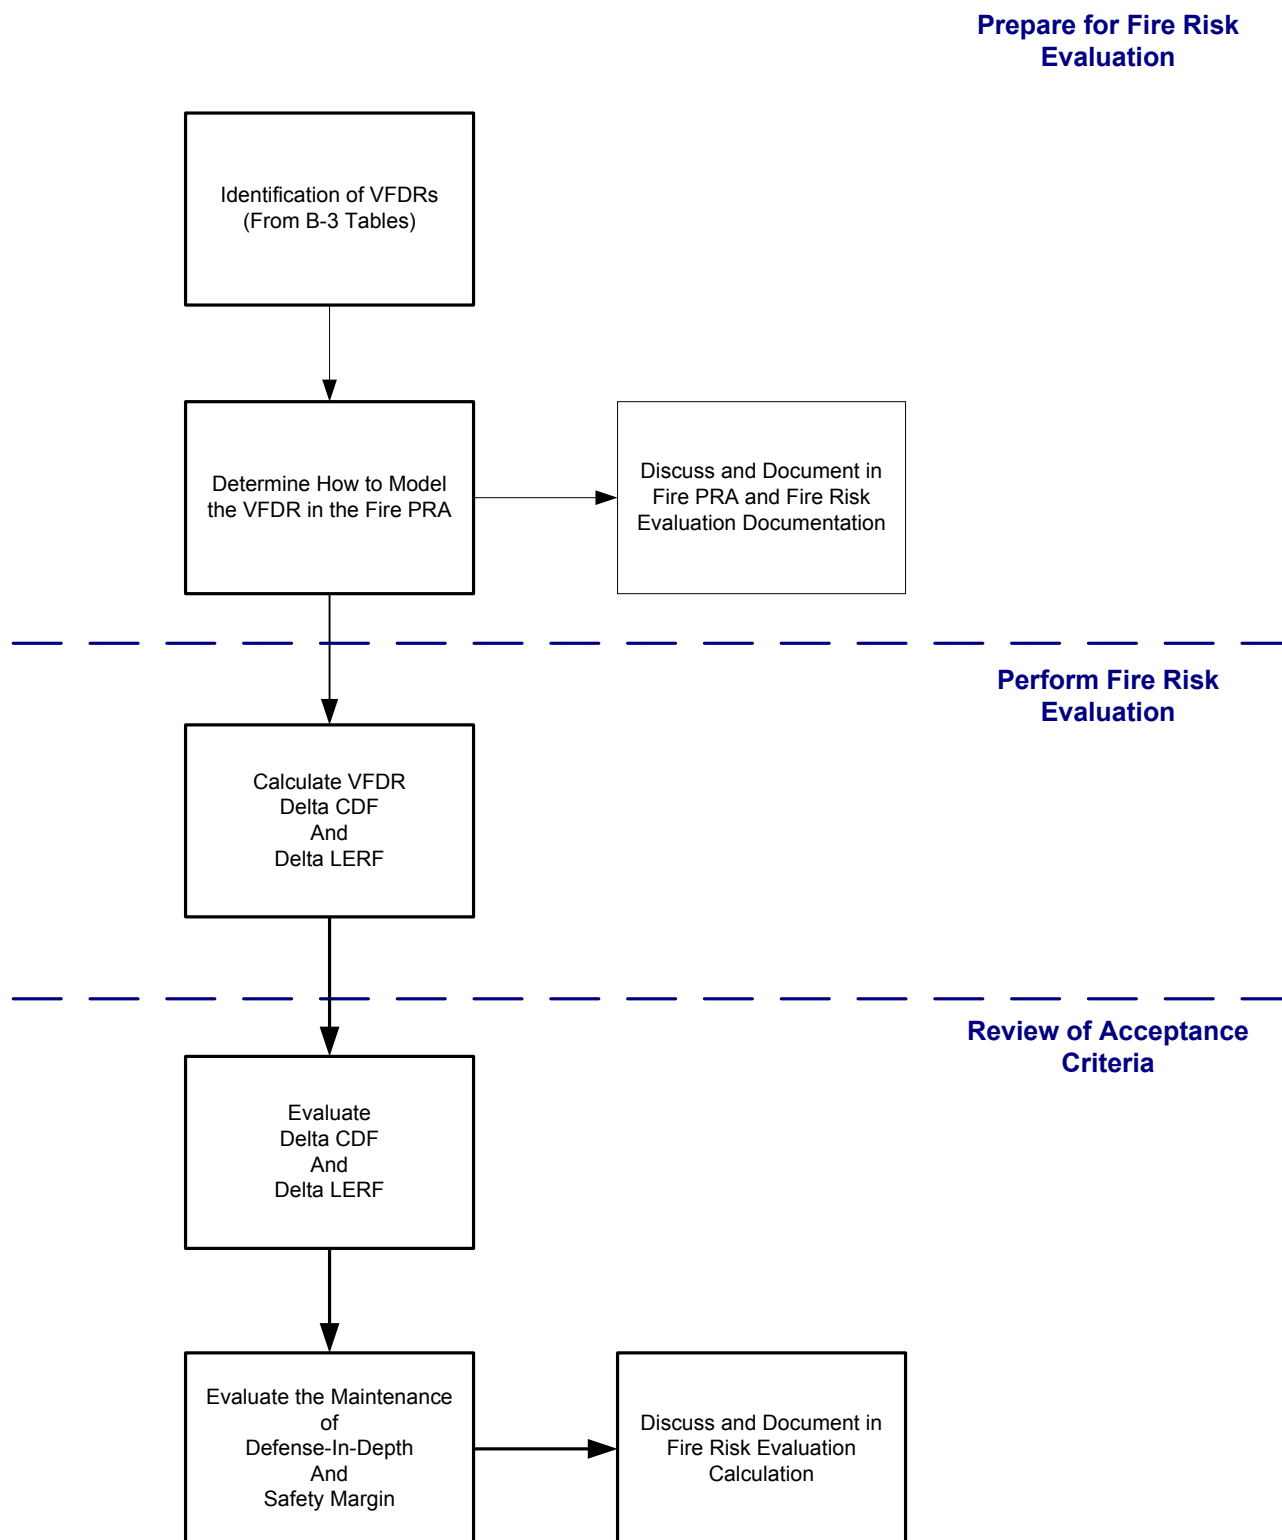 Prepare for Fire Risk
Evaluation
Identification of VFDRs
(From B-3 Tables)
Determine How to Model
the VFDR in the Fire PRA
Discuss and Document in
Fire PRA and Fire Risk
Evaluation Documentation
Perform Fire Risk
Evaluation
Calculate VFDR
Delta CDF
And
Delta LERF
Review of Acceptance
Criteria
Evaluate
Delta CDF
And
Delta LERF
Evaluate the Maintenance
of
Defense-In-Depth
And
Safety Margin
Discuss and Document in
Fire Risk Evaluation
Calculation